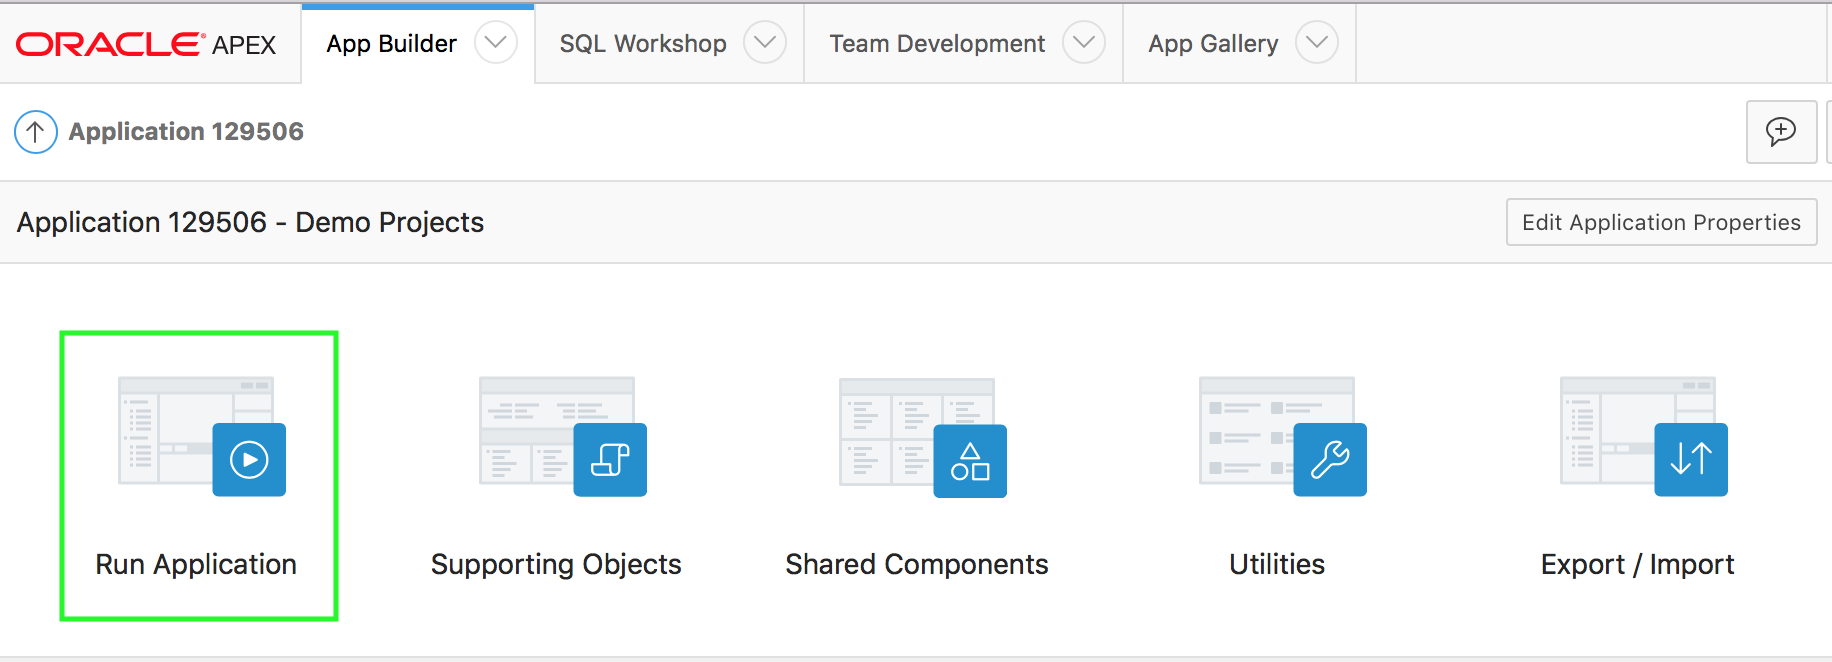 ORACLE APEX
App Builder
SQL Workshop
Team Development
App Gallery
Application 129506
Application 129506 - Demo Projects
Edit Application Properties
Run Application
Supporting Objects
Shared Components
Utilities
Export / Import